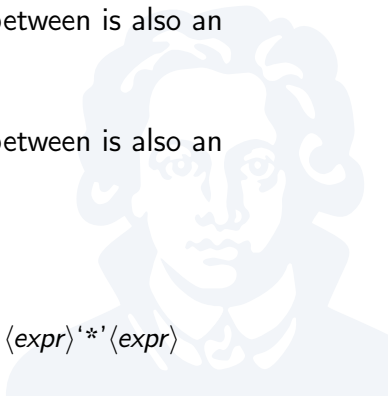 between is also an
between is also an
⟨expr⟩‘*’⟨expr⟩